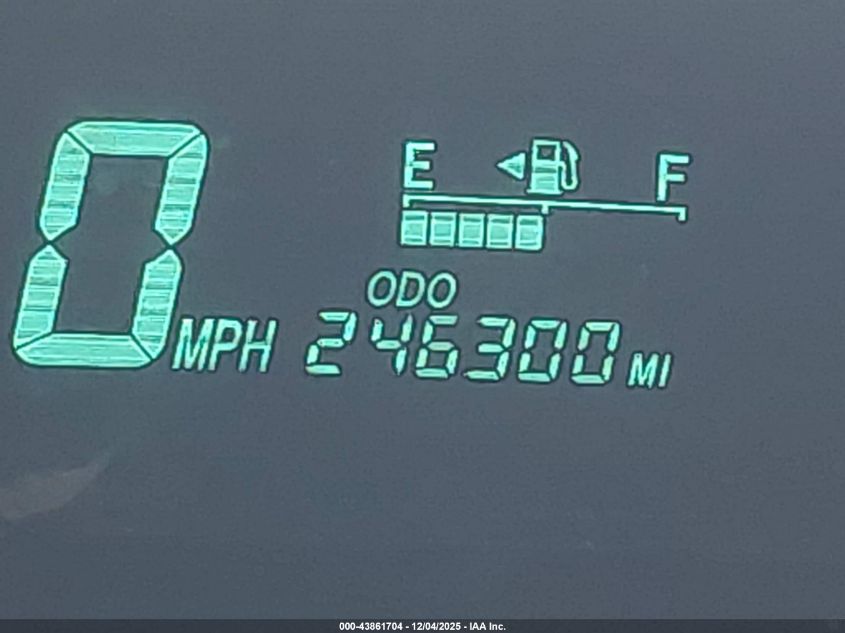 E F
ODO
0 MPH 246300 MI
000-43861704 - 12/04/2025 - IAA Inc.